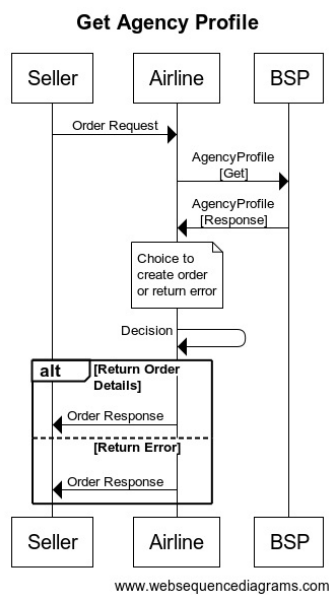 Get Agency Profile
Seller
Airline
BSP
Order Request
AgencyProfile
[Get]
AgencyProfile
[Response]
Choice to
create order
or return error
Decision
alt
[Return Order
Details]
Order Response
[Return Error]
Order Response
Seller
Airline
BSP
www.websequencediagrams.com